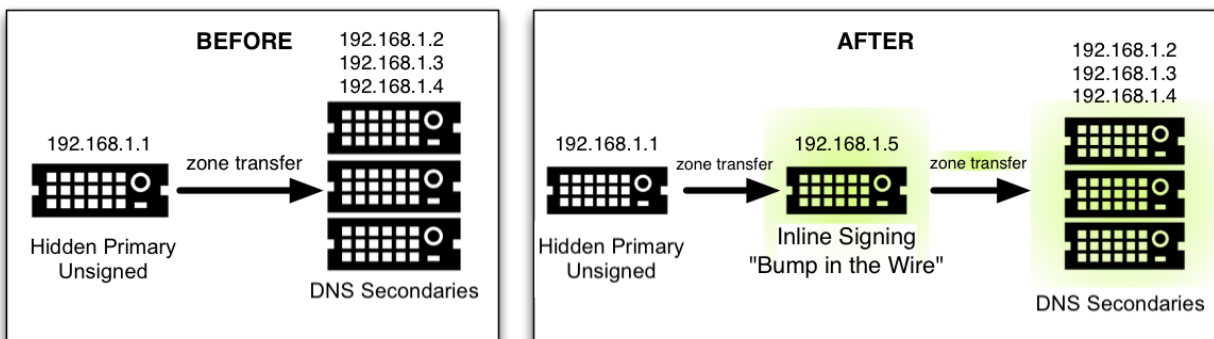 BEFORE
192.168.1.2
192.168.1.3
192.168.1.4
192.168.1.1
zone transfer
Hidden Primary
Unsigned
DNS Secondaries
AFTER
192.168.1.2
192.168.1.3
192.168.1.4
192.168.1.1
zone transfer
192.168.1.5
zone transfer
Hidden Primary
Unsigned
Inline Signing
"Bump in the Wire"
DNS Secondaries